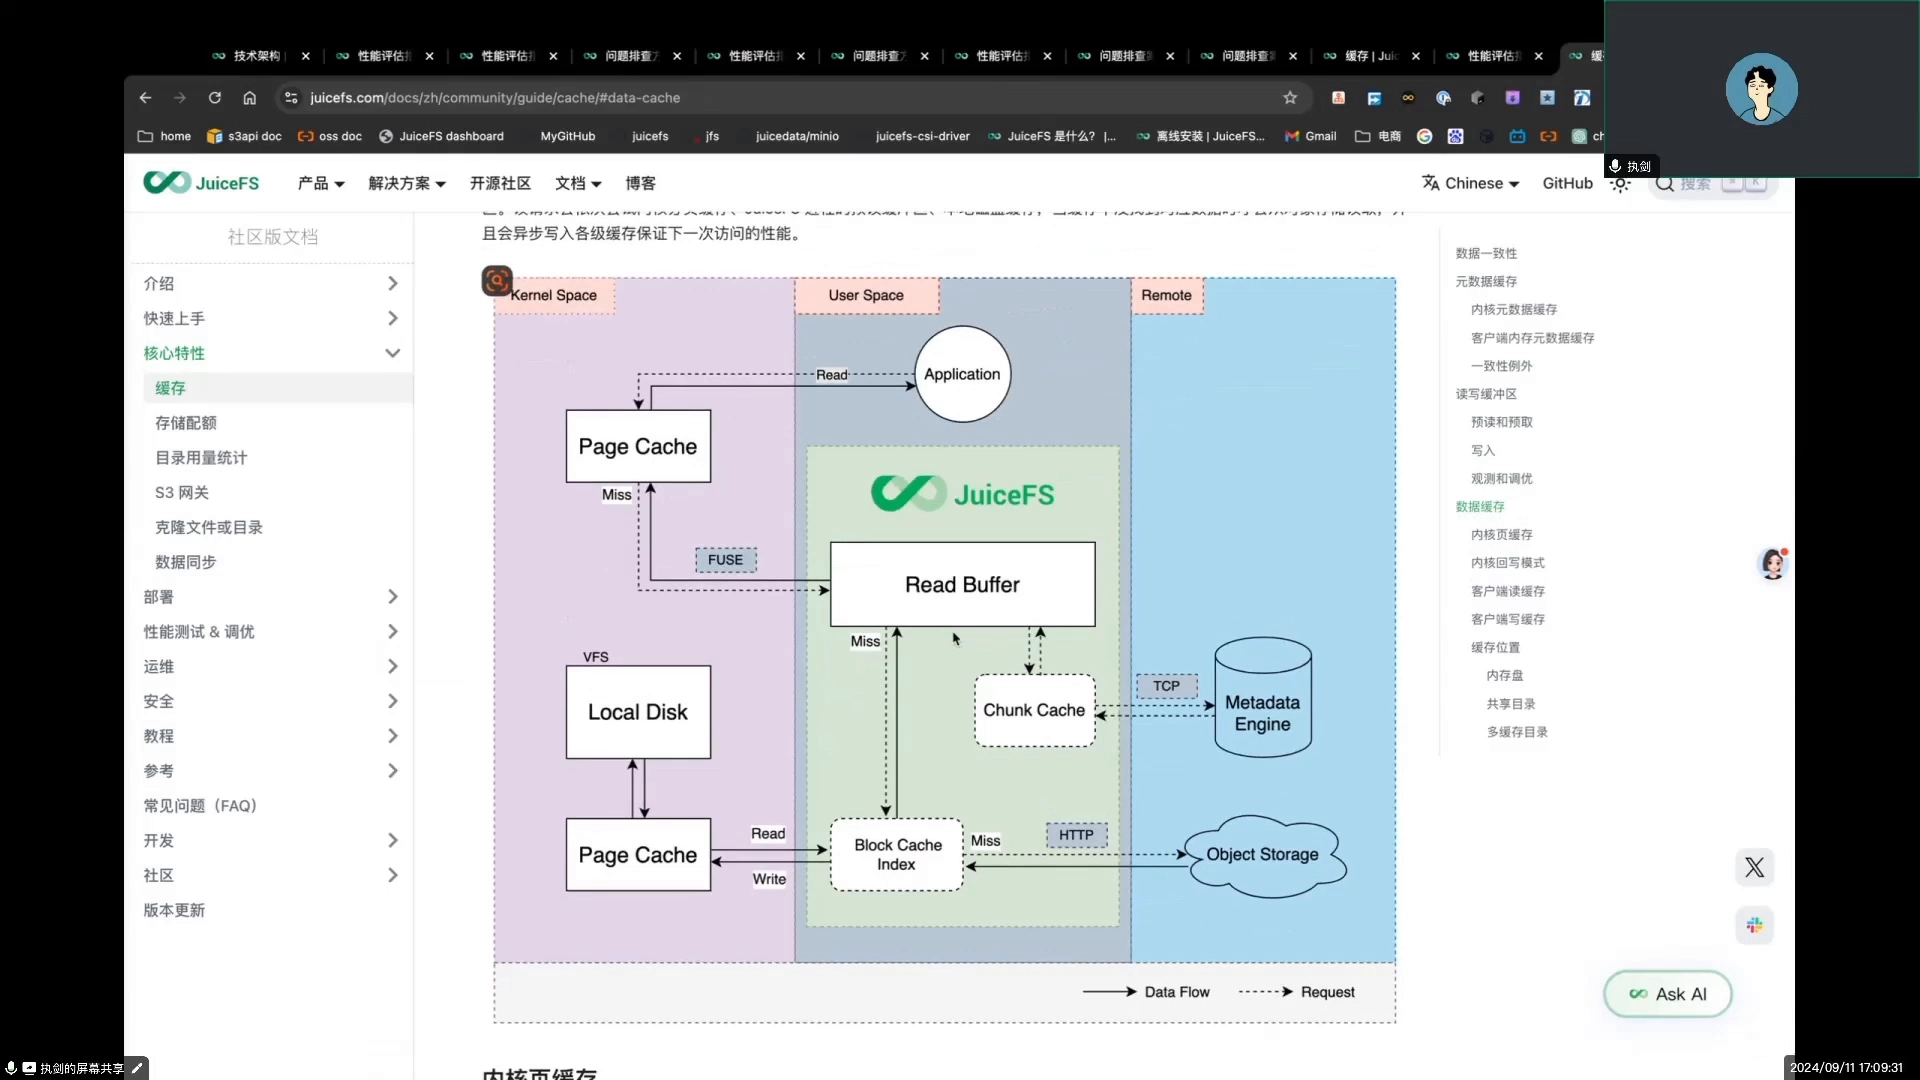 技术架构
性能评估
性能评估
问题排查
性能评估
问题排查
性能评估
问题排查
问题排查
缓存 | Jui
性能评估
juicefs.com/docs/zh/community/guide/cache/#data-cache
home
s3api doc
oss doc
JuiceFS dashboard
MyGitHub
juicefs
jfs
juicedata/minio
juicefs-csi-driver
JuiceFS 是什么? |...
离线安装 | JuiceFS...
Gmail
电商
ch
执剑
JuiceFS
产品
解决方案
开源社区
文档
博客
Chinese
GitHub
搜索
K
社区版文档
介绍
快速上手
核心特性
缓存
存储配额
目录用量统计
S3 网关
克隆文件或目录
数据同步
部署
性能测试 & 调优
运维
安全
教程
参考
常见问题（FAQ）
开发
社区
版本更新
且会异步写入各级缓存保证下一次访问的性能。
Kernel Space
User Space
Remote
Read
Application
Page Cache
Miss
JuiceFS
FUSE
Read Buffer
Miss
VFS
Local Disk
Chunk Cache
TCP
Metadata
Engine
Page Cache
Read
Write
Block Cache
Index
Miss
HTTP
Object Storage
Data Flow
Request
内核页缓存
数据一致性
元数据缓存
内核元数据缓存
客户端内存元数据缓存
一致性例外
读写缓冲区
预读和预取
写入
观测和调优
数据缓存
内核页缓存
内核回写模式
客户端读缓存
客户端写缓存
缓存位置
内存盘
共享目录
多缓存目录
Ask AI
执剑的屏幕共享
2024/09/11 17:09:31